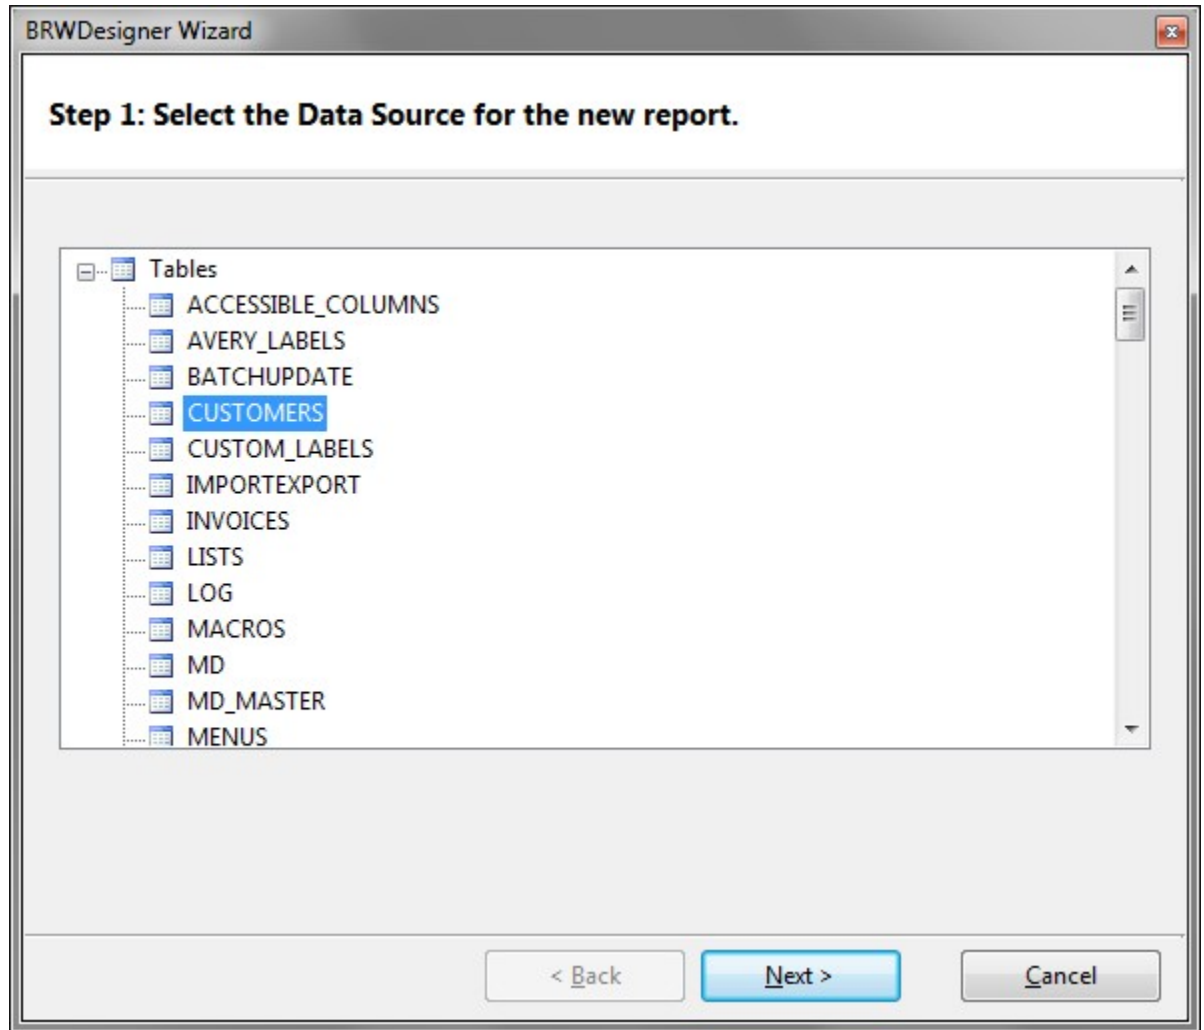 BRWDesigner Wizard
Step 1: Select the Data Source for the new report.
Tables
ACCESSIBLE_COLUMNS
AVERY_LABELS
BATCHUPDATE
CUSTOMERS
CUSTOM_LABELS
IMPORTEXPORT
INVOICES
LISTS
LOG
MACROS
MD
MD_MASTER
MENUS
< Back Next > Cancel